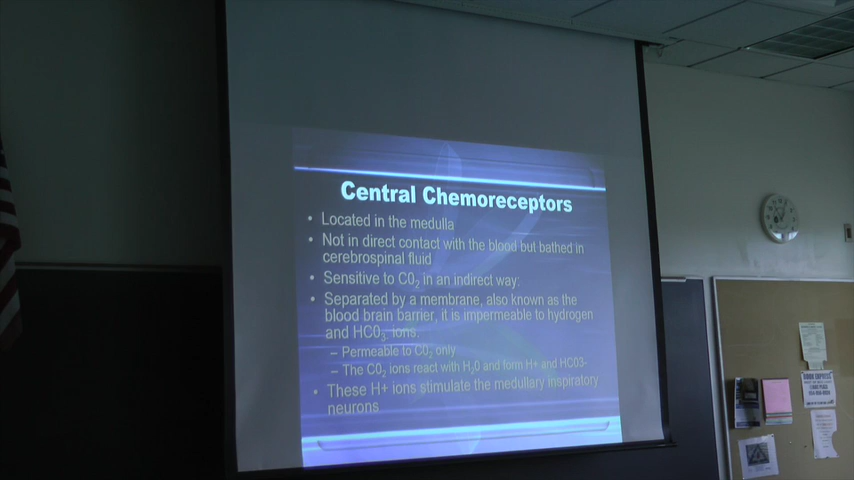 Central Chemoreceptors
• Located in the medulla
• Not in direct contact with the blood but bathed in
cerebrospinal fluid
• Sensitive to C0₂ in an indirect way:
• Separated by a membrane, also known as the
blood brain barrier, it is impermeable to hydrogen
and HC0₃ ions.
– Permeable to C0₂ only
– The C0₂ ions react with H₂0 and form H+ and HC03-
• These H+ ions stimulate the medullary inspiratory
neurons
BOOK EXPRESS